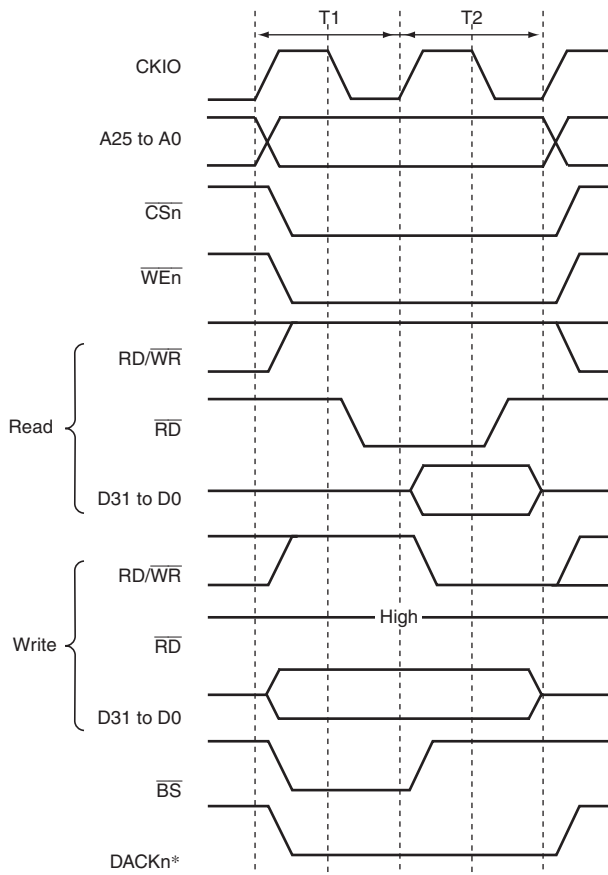 T1 T2
CKIO
A25 to A0
CSn
WEn
RD/WR
Read
RD
D31 to D0
RD/WR
High
Write
RD
D31 to D0
BS
DACKn*